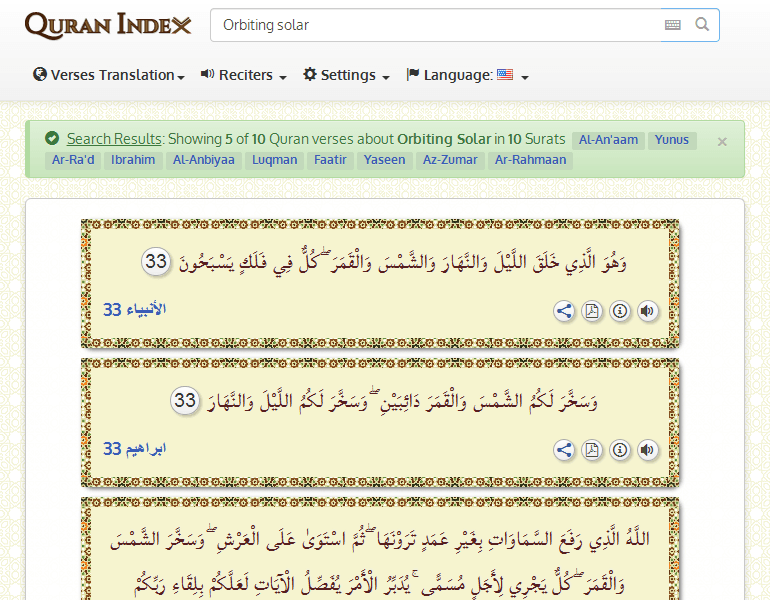 QURAN INDEX
Orbiting solar
Verses Translation Reciters Settings Language:
Search Results: Showing 5 of 10 Quran verses about Orbiting Solar in 10 Surats Al-An'aam Yunus ×
Ar-Ra'd Ibrahim Al-Anbiyaa Luqman Faatir Yaseen Az-Zumar Ar-Rahmaan
وَهُوَ الَّذِي خَلَقَ اللَّيْلَ وَالنَّهَارَ وَالشَّمْسَ وَالْقَمَرَ ۖ كُلٌّ فِي فَلَكٍ يَسْبَحُونَ 33
الأنبياء 33
وَسَخَّرَ لَكُمُ الشَّمْسَ وَالْقَمَرَ دَائِبَيْنِ ۖ وَسَخَّرَ لَكُمُ اللَّيْلَ وَالنَّهَارَ 33
ابراهيم 33
اللَّهُ الَّذِي رَفَعَ السَّمَاوَاتِ بِغَيْرِ عَمَدٍ تَرَوْنَهَا ۖ ثُمَّ اسْتَوَىٰ عَلَى الْعَرْشِ ۖ وَسَخَّرَ الشَّمْسَ
وَالْقَمَرَ ۖ كُلٌّ يَجْرِي لِأَجَلٍ مُسَمًّى ۚ يُدَبِّرُ الْأَمْرَ يُفَصِّلُ الْآيَاتِ لَعَلَّكُمْ بِلِقَاءِ رَبِّكُمْ